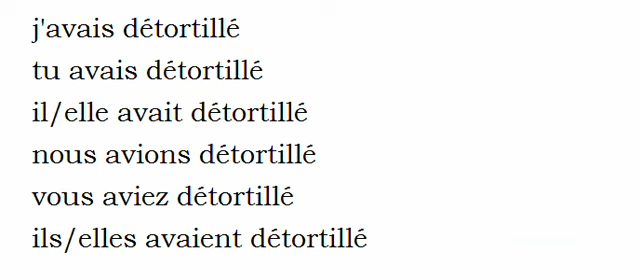 j'avais détortillé
tu avais détortillé
il/elle avait détortillé
nous avions détortillé
vous aviez détortillé
ils/elles avaient détortillé